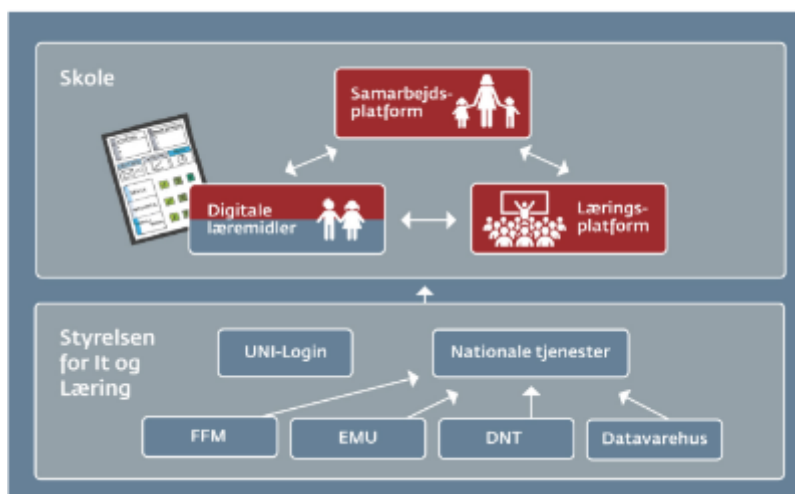 Skole
Samarbejds-
platform
Digitale
læremidler
Lærings-
platform
Styrelsen
for It og
Læring
UNI-Login
Nationale tjenester
FFM
EMU
DNT
Datavarehus